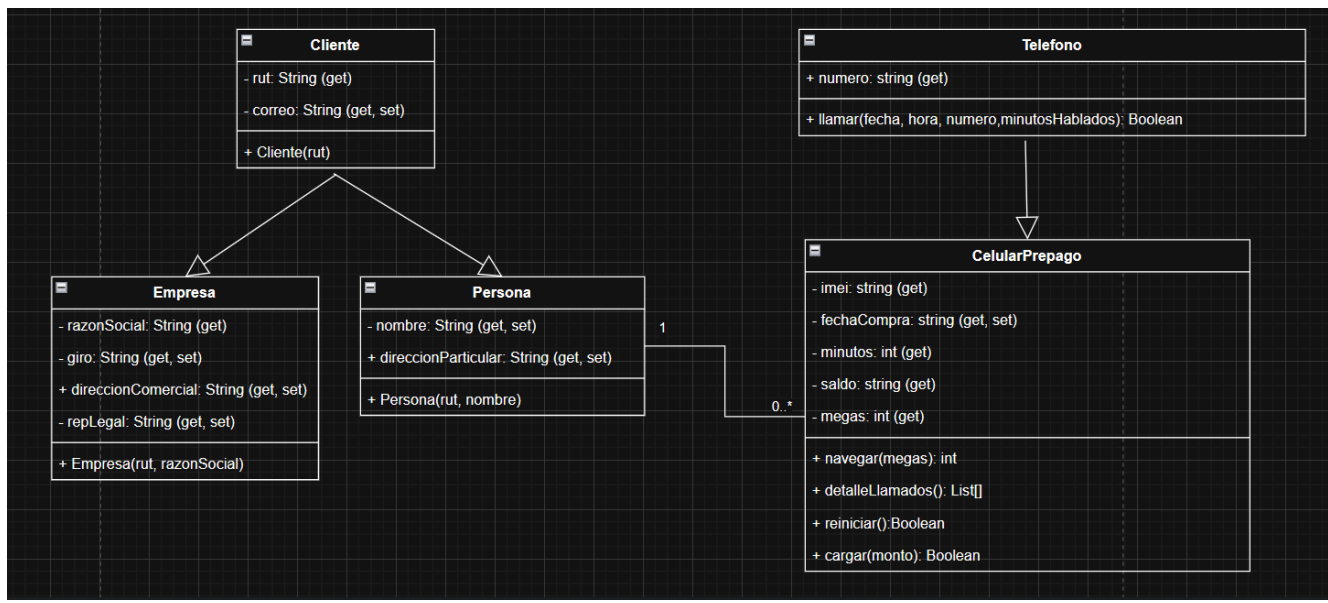 Cliente
- rut: String (get)
- correo: String (get, set)
+ Cliente(rut)
Telefono
+ numero: string (get)
+ llamar(fecha, hora, numero,minutosHablados): Boolean
Empresa
- razonSocial: String (get)
- giro: String (get, set)
+ direccionComercial: String (get, set)
- repLegal: String (get, set)
+ Empresa(rut, razonSocial)
Persona
- nombre: String (get, set)
+ direccionParticular: String (get, set)
+ Persona(rut, nombre)
1
0..*
CelularPrepago
- imei: string (get)
- fechaCompra: string (get, set)
- minutos: int (get)
- saldo: string (get)
- megas: int (get)
+ navegar(megas): int
+ detalleLlamados(): List[]
+ reiniciar():Boolean
+ cargar(monto): Boolean